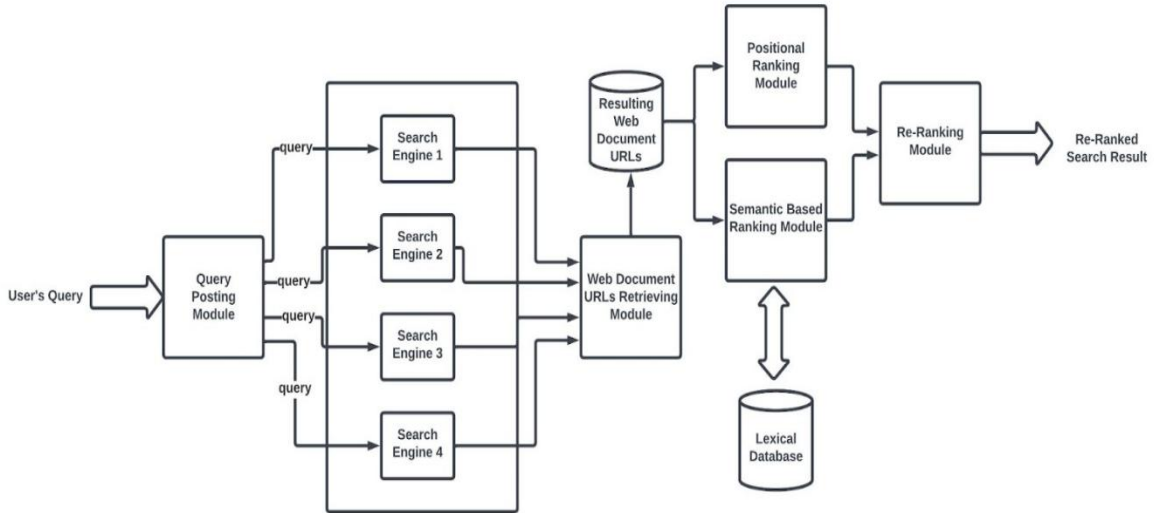 User's Query
Query
Posting
Module
query
query
query
query
Search
Engine 1
Search
Engine 2
Search
Engine 3
Search
Engine 4
Web Document
URLs Retrieving
Module
Resulting
Web
Document
URLs
Positional
Ranking
Module
Semantic Based
Ranking Module
Lexical
Database
Re-Ranking
Module
Re-Ranked
Search Result